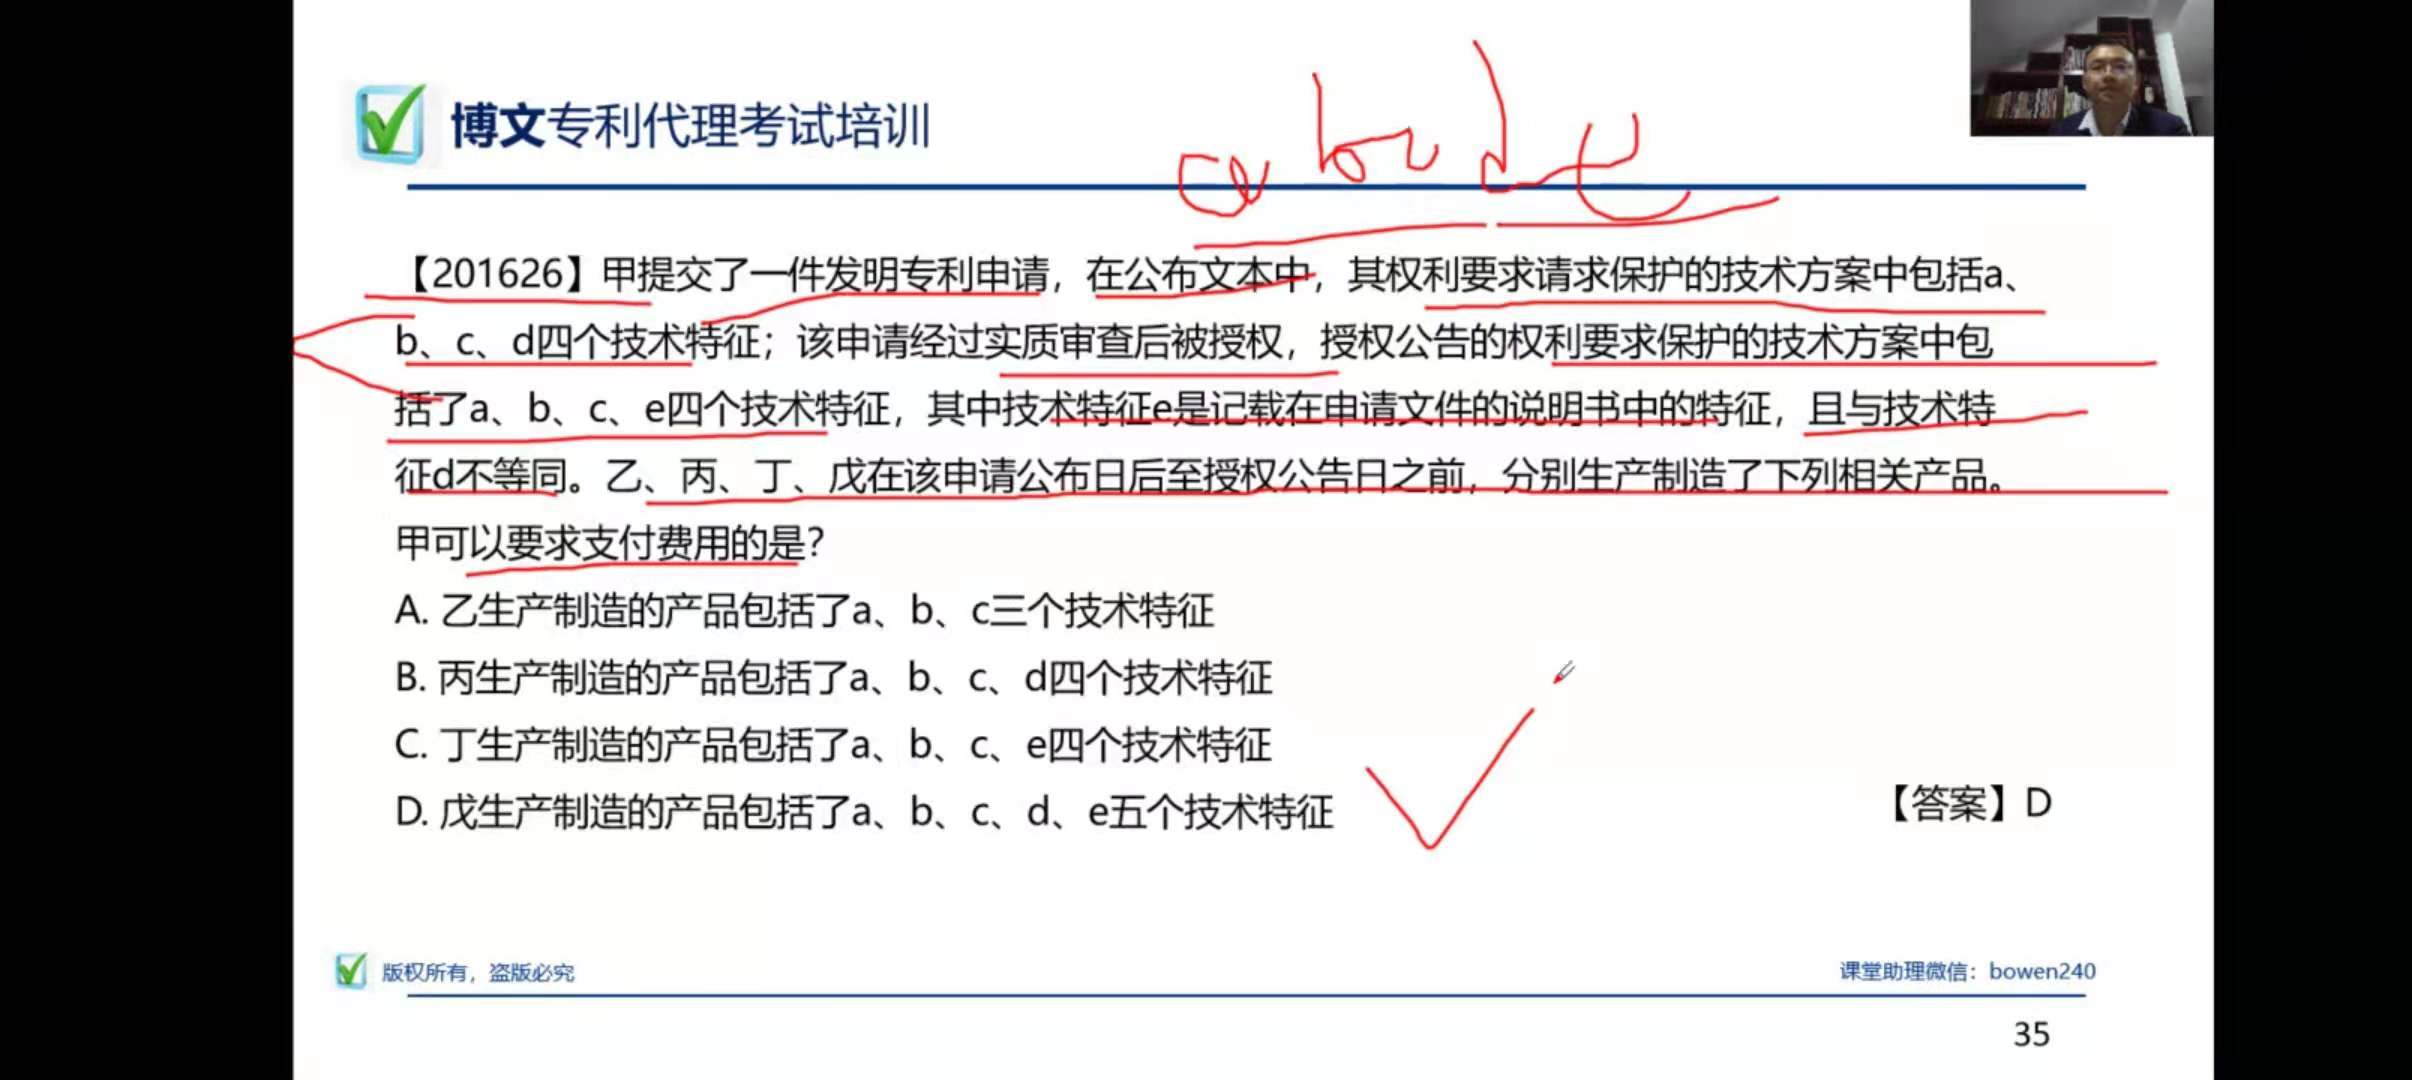 博文专利代理考试培训
a b c d e
【201626】甲提交了一件发明专利申请，在公布文本中，其权利要求请求保护的技术方案中包括a、
b、c、d四个技术特征；该申请经过实质审查后被授权，授权公告的权利要求保护的技术方案中包
括了a、b、c、e四个技术特征，其中技术特征e是记载在申请文件的说明书中的特征，且与技术特
征d不等同。乙、丙、丁、戊在该申请公布日后至授权公告日之前，分别生产制造了下列相关产品。
甲可以要求支付费用的是？
A. 乙生产制造的产品包括了a、b、c三个技术特征
B. 丙生产制造的产品包括了a、b、c、d四个技术特征
C. 丁生产制造的产品包括了a、b、c、e四个技术特征
D. 戊生产制造的产品包括了a、b、c、d、e五个技术特征
【答案】D
版权所有，盗版必究
课堂助理微信：bowen240
35